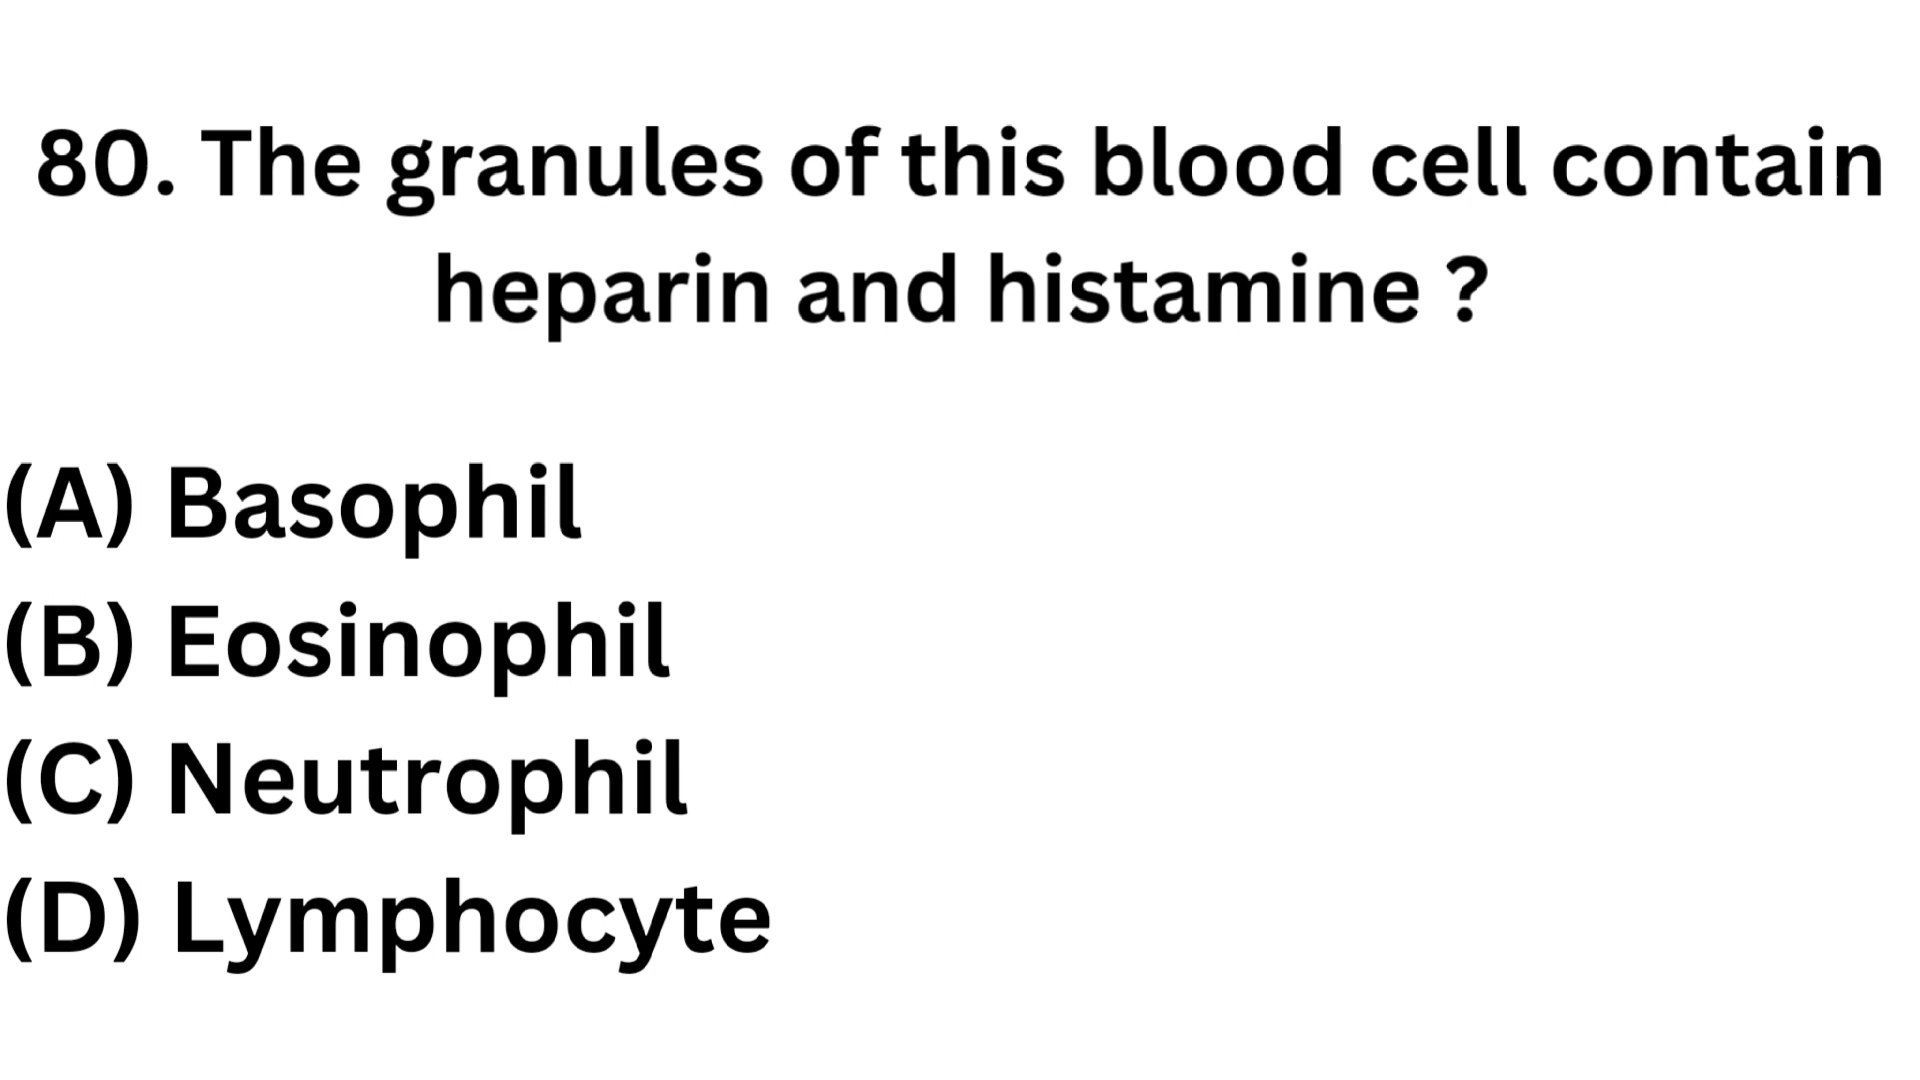 80. The granules of this blood cell contain
heparin and histamine ?
(A) Basophil
(B) Eosinophil
(C) Neutrophil
(D) Lymphocyte